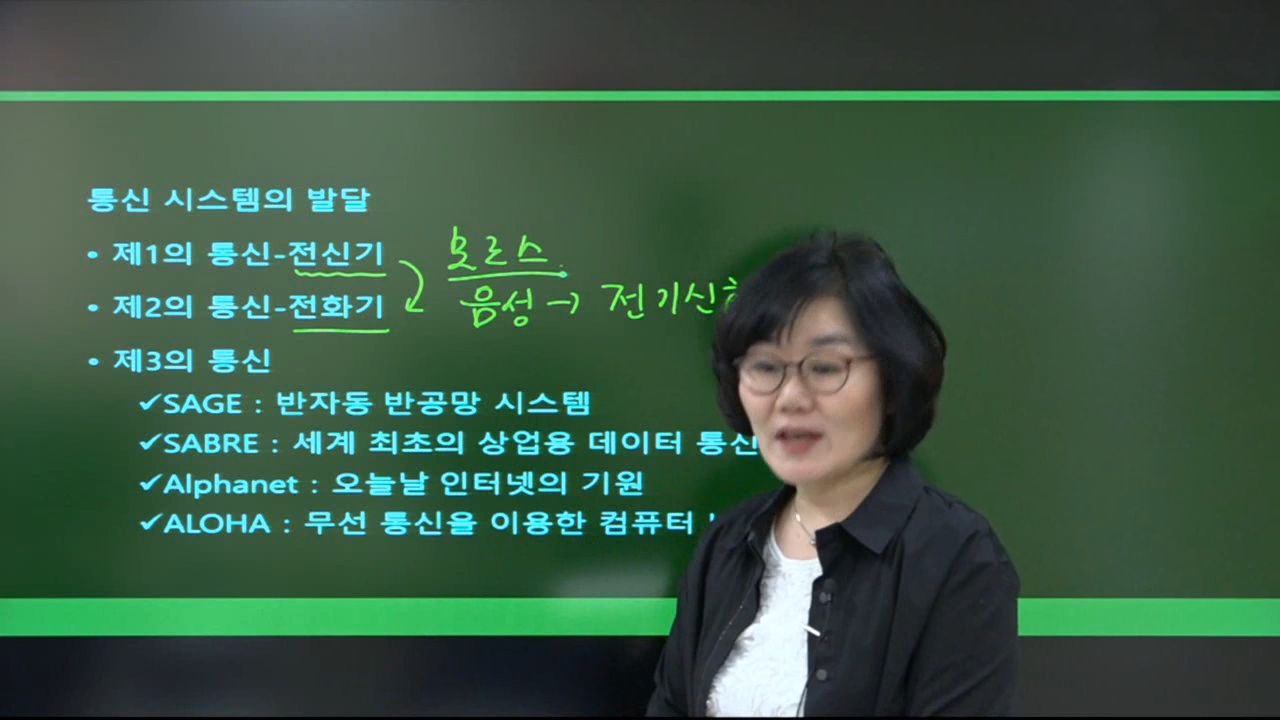 통신 시스템의 발달
• 제1의 통신-전신기 모르스
• 제2의 통신-전화기 음성 → 전기신
• 제3의 통신
✓SAGE : 반자동 반공망 시스템
✓SABRE : 세계 최초의 상업용 데이터 통신
✓Alphanet : 오늘날 인터넷의 기원
✓ALOHA : 무선 통신을 이용한 컴퓨터